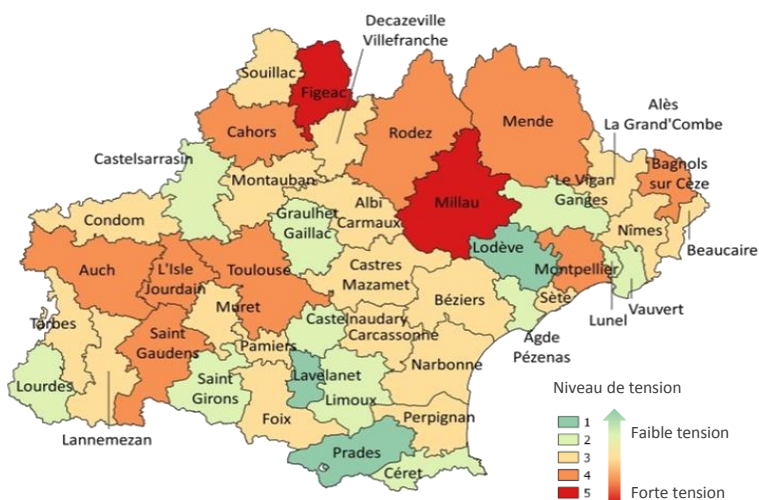 Decazeville
Villefranche
Souillac
Figeac
Cahors
Rodez
Mende
Alès
La Grand'Combe
Castelsarrasin
Montauban
Bagnols
sur Cèze
Le Vigan
Ganges
Condom
Graulhet
Gaillac
Albi
Carmaux
Millau
Nîmes
Beaucaire
Auch
L'Isle
Jourdain
Toulouse
Castres
Mazamet
Lodève
Montpellier
Muret
Béziers
Sète
Vauvert
Lunel
Tarbes
Saint
Gaudens
Castelnaudary
Carcassonne
Agde
Pézenas
Pamiers
Lourdes
Saint
Girons
Lavelanet
Limoux
Narbonne
Lannemezan
Foix
Perpignan
Prades
Céret
Niveau de tension
1
2
3
4
5
Faible tension
Forte tension